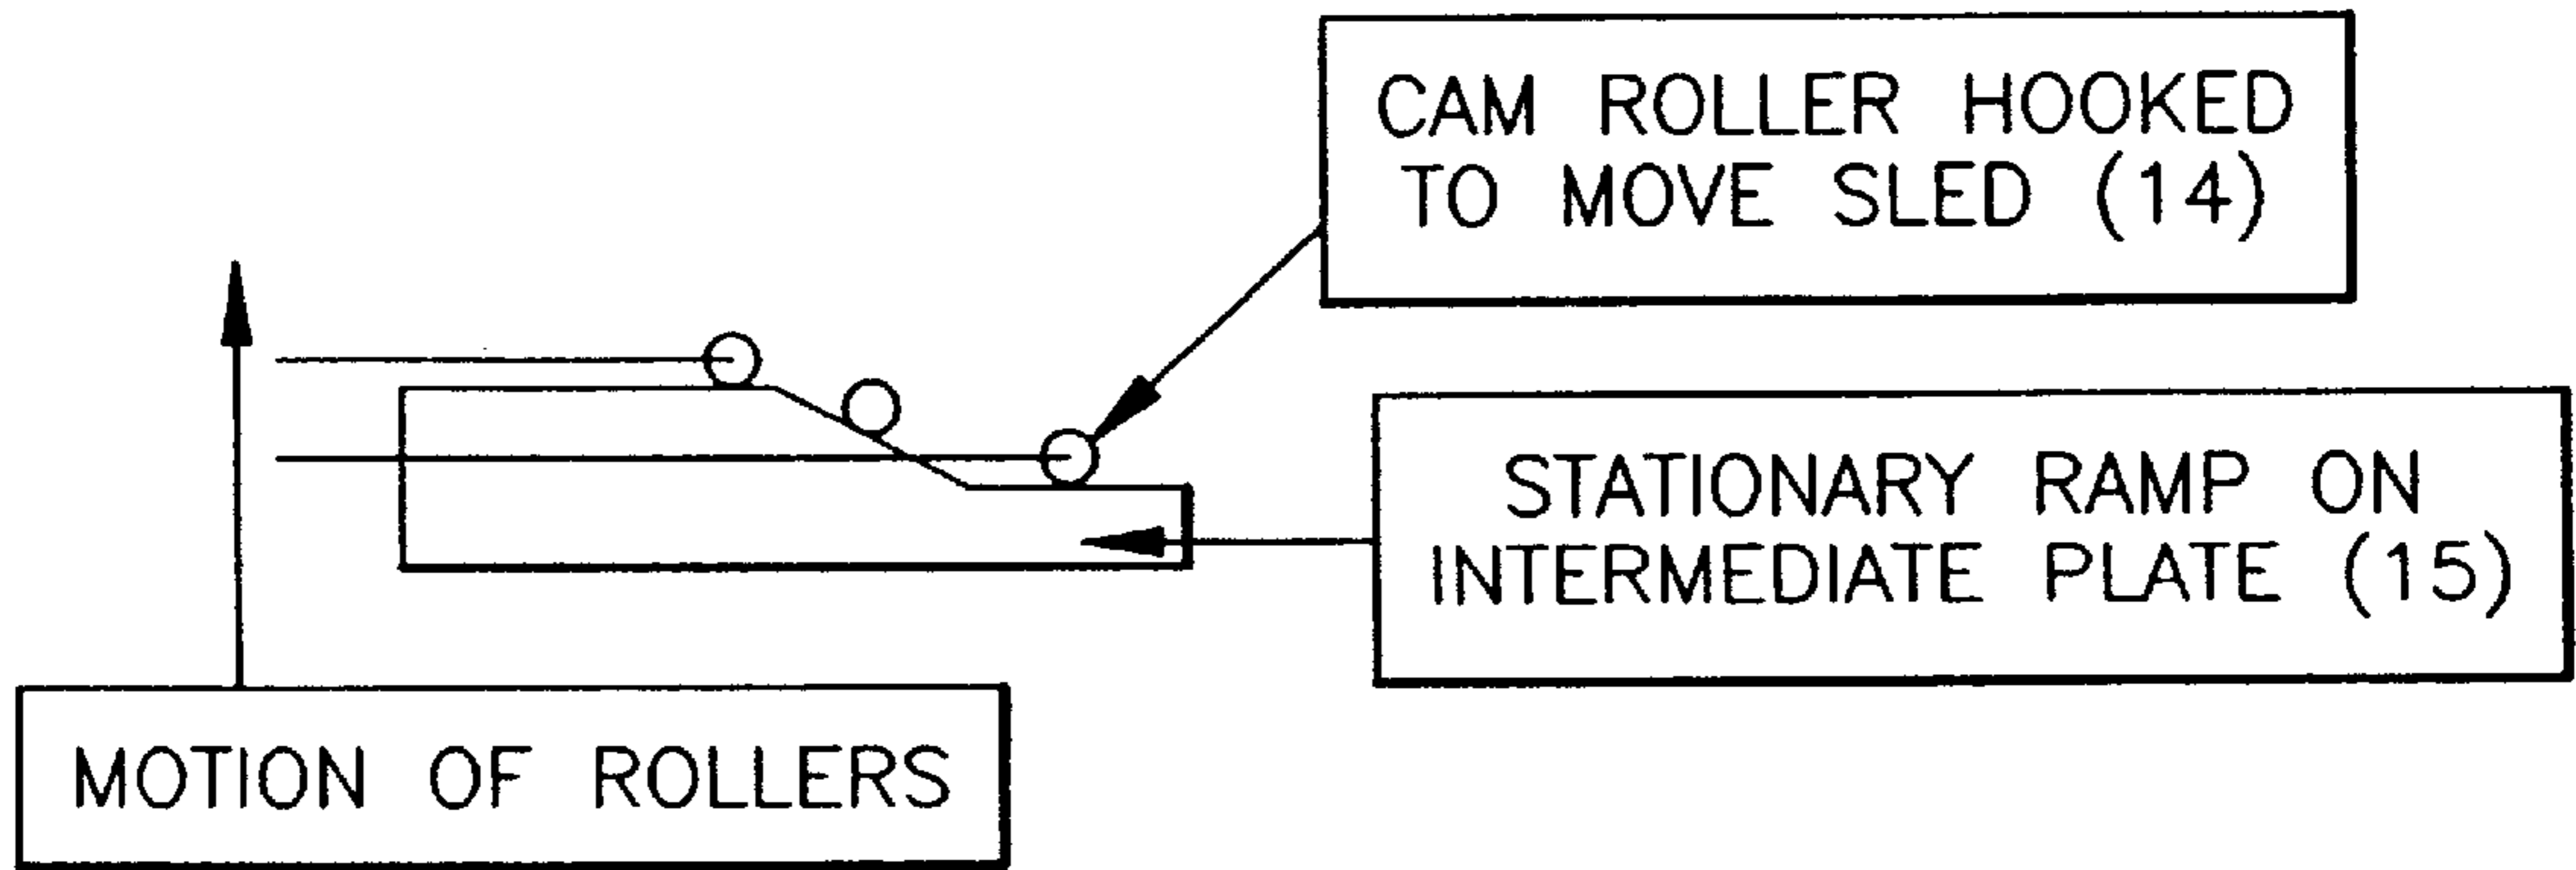 CAM ROLLER HOOKED
TO MOVE SLED (14)
STATIONARY RAMP ON
INTERMEDIATE PLATE (15)
MOTION OF ROLLERS